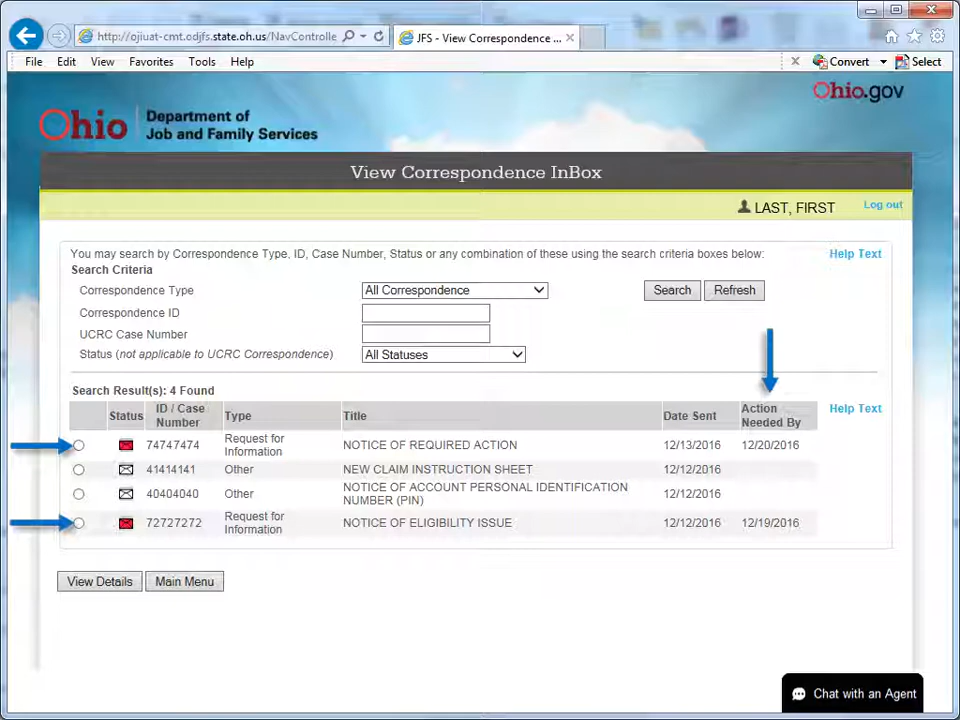 http://ojiuat-cmt.odjfs.state.oh.us/NavControlle
JFS - View Correspondence ...
File Edit View Favorites Tools Help
Convert Select
Ohio.gov
Ohio Department of
Job and Family Services
View Correspondence InBox
LAST, FIRST Log out
You may search by Correspondence Type, ID, Case Number, Status or any combination of these using the search criteria boxes below: Help Text
Search Criteria
Correspondence Type All Correspondence Search Refresh
Correspondence ID
UCRC Case Number
Status (not applicable to UCRC Correspondence) All Statuses
Search Result(s): 4 Found
Status ID / Case Number Type Title Date Sent Action Needed By Help Text
74747474 Request for Information NOTICE OF REQUIRED ACTION 12/13/2016 12/20/2016
41414141 Other NEW CLAIM INSTRUCTION SHEET 12/12/2016
40404040 Other NOTICE OF ACCOUNT PERSONAL IDENTIFICATION NUMBER (PIN) 12/12/2016
72727272 Request for Information NOTICE OF ELIGIBILITY ISSUE 12/12/2016 12/19/2016
View Details Main Menu
Chat with an Agent